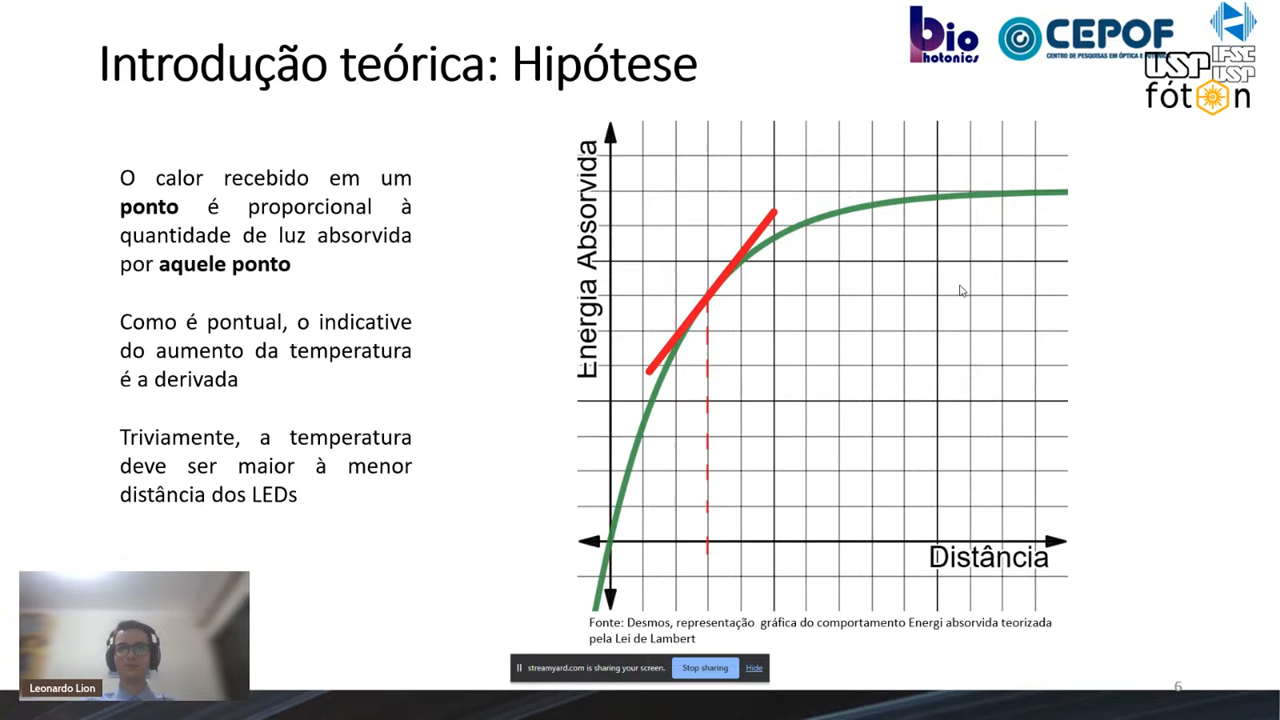 Introdução teórica: Hipótese
bio
Photonics
CEPOF
CENTRO DE PESQUISAS EM ÓPTICA E FOTÔNICA
USP
IFSC
USP
fóton
O calor recebido em um
ponto é proporcional à
quantidade de luz absorvida
por aquele ponto
Como é pontual, o indicative
do aumento da temperatura
é a derivada
Triviamente, a temperatura
deve ser maior à menor
distância dos LEDs
Energia Absorvida
Distância
Fonte: Desmos, representação gráfica do comportamento Energi absorvida teorizada
pela Lei de Lambert
streamyard.com is sharing your screen.
Stop sharing
Hide
Leonardo Lion
6